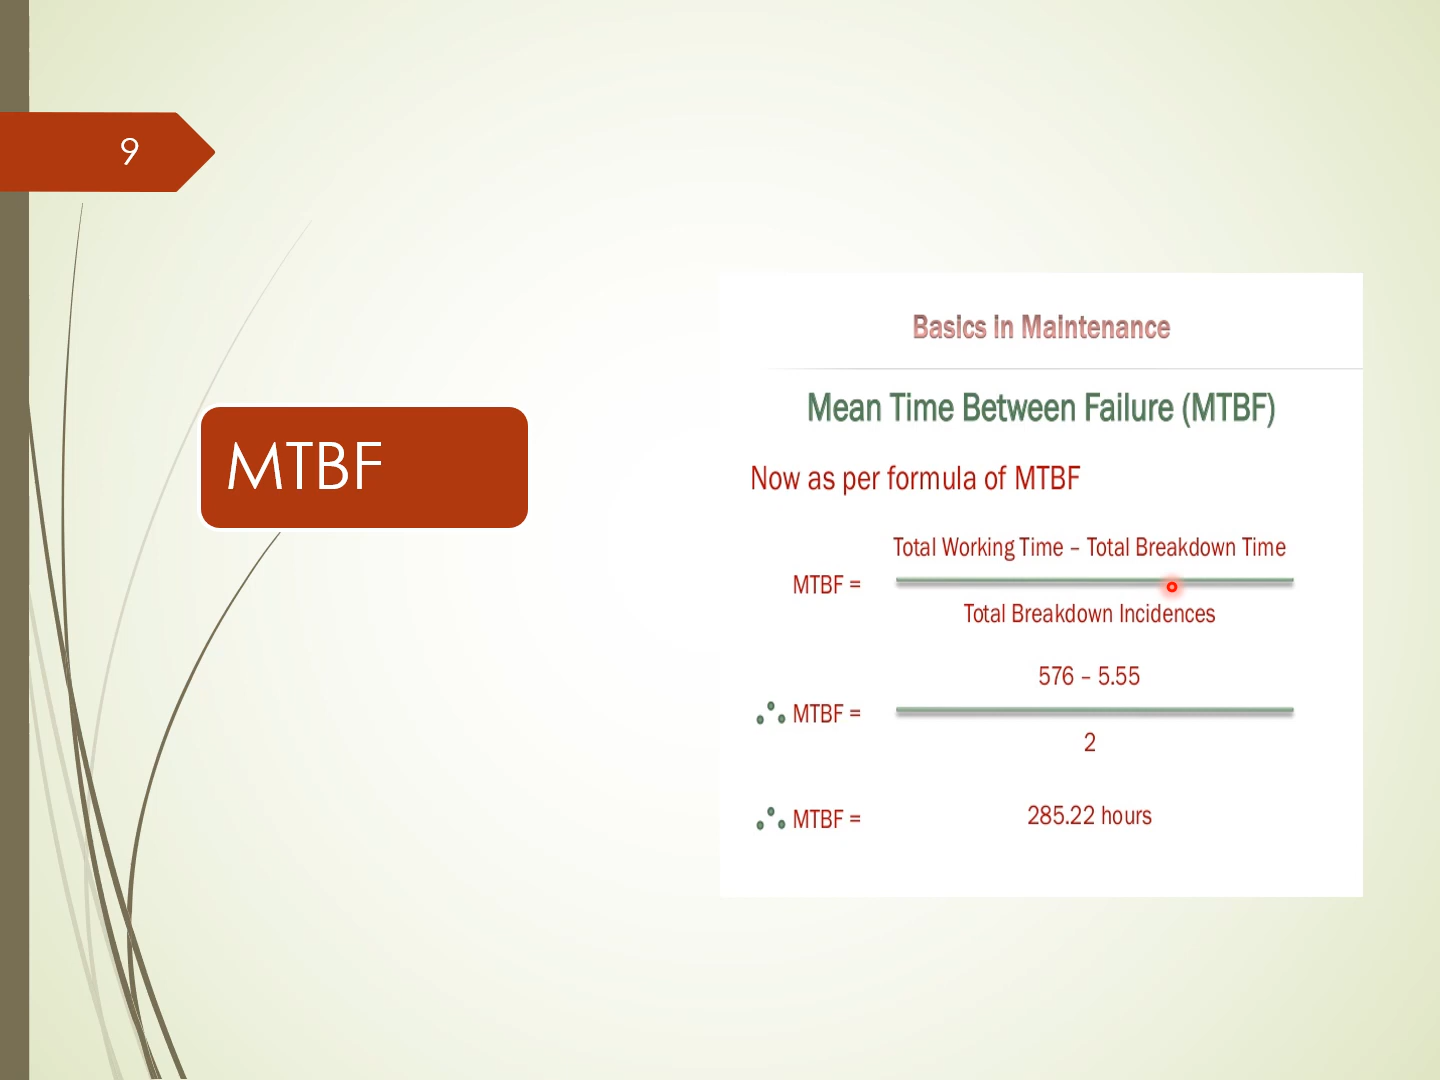 9
MTBF
Basics in Maintenance
Mean Time Between Failure (MTBF)
Now as per formula of MTBF
Total Working Time – Total Breakdown Time
MTBF =
Total Breakdown Incidences
576 – 5.55
∴ MTBF =
2
∴ MTBF = 285.22 hours